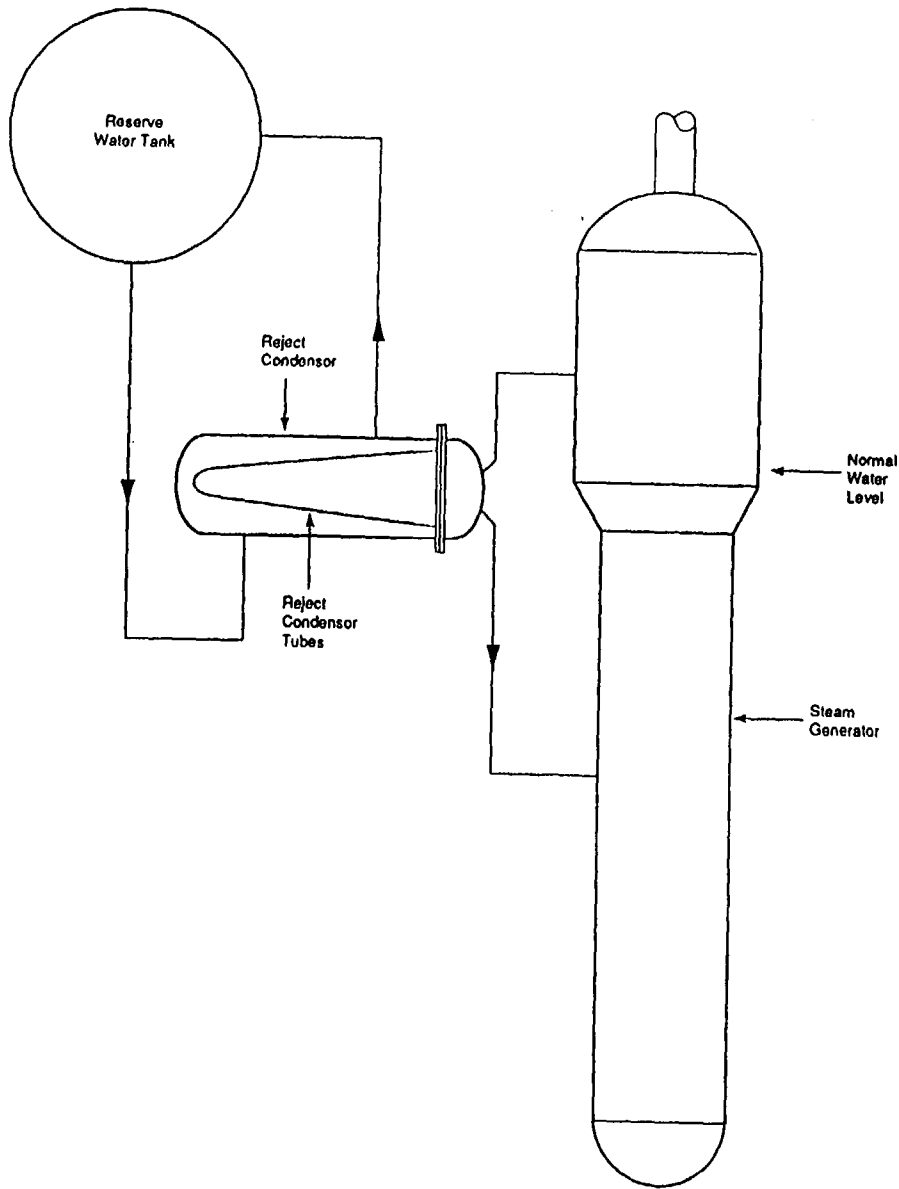 Reserve
Water Tank
Reject
Condensor
Normal
Water
Level
Reject
Condensor
Tubes
Steam
Generator